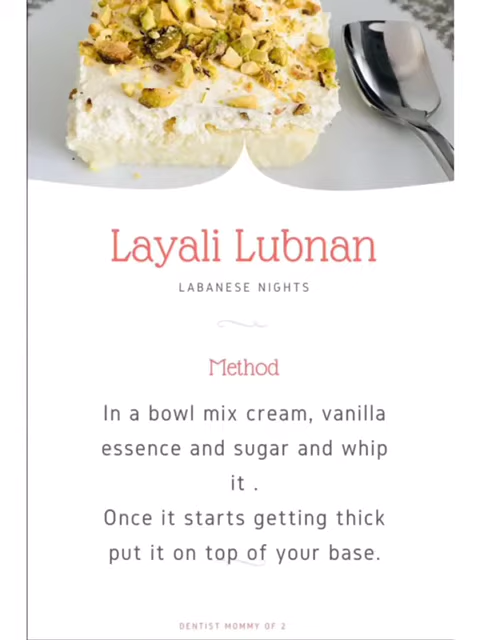 Layali Lubnan
LABANESE NIGHTS
Method
In a bowl mix cream, vanilla
essence and sugar and whip
it .
Once it starts getting thick
put it on top of your base.
DENTIST MOMMY OF 2